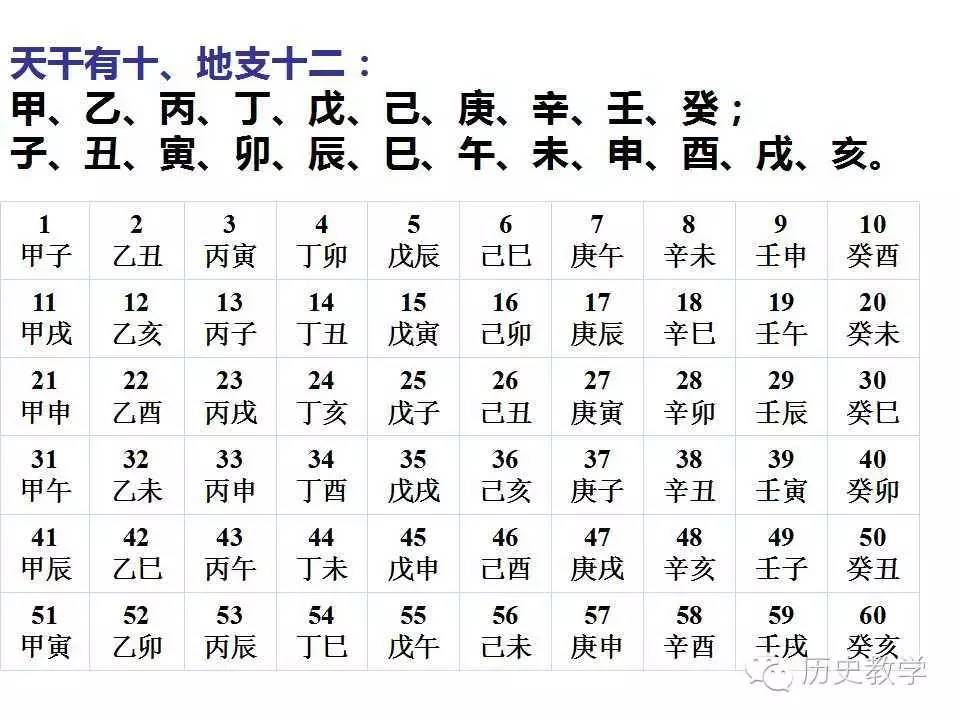 天干有十、地支十二：
甲、乙、丙、丁、戊、己、庚、辛、壬、癸；
子、丑、寅、卯、辰、巳、午、未、申、酉、戌、亥。
1 2 3 4 5 6 7 8 9 10
甲子 乙丑 丙寅 丁卯 戊辰 己巳 庚午 辛未 壬申 癸酉
11 12 13 14 15 16 17 18 19 20
甲戌 乙亥 丙子 丁丑 戊寅 己卯 庚辰 辛巳 壬午 癸未
21 22 23 24 25 26 27 28 29 30
甲申 乙酉 丙戌 丁亥 戊子 己丑 庚寅 辛卯 壬辰 癸巳
31 32 33 34 35 36 37 38 39 40
甲午 乙未 丙申 丁酉 戊戌 己亥 庚子 辛丑 壬寅 癸卯
41 42 43 44 45 46 47 48 49 50
甲辰 乙巳 丙午 丁未 戊申 己酉 庚戌 辛亥 壬子 癸丑
51 52 53 54 55 56 57 58 59 60
甲寅 乙卯 丙辰 丁巳 戊午 己未 庚申 辛酉 壬戌 癸亥
历史教学